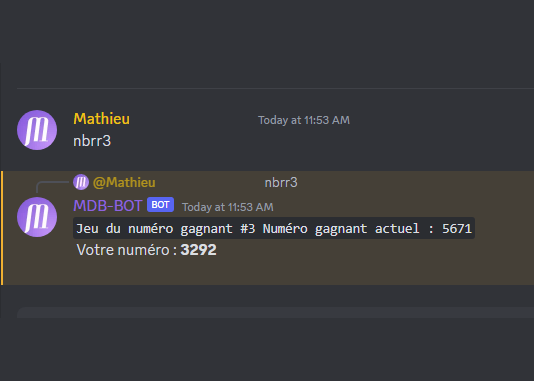 Mathieu Today at 11:53 AM
nbrr3
@Mathieu nbrr3
MDB-BOT BOT Today at 11:53 AM
Jeu du numéro gagnant #3 Numéro gagnant actuel : 5671
Votre numéro : 3292